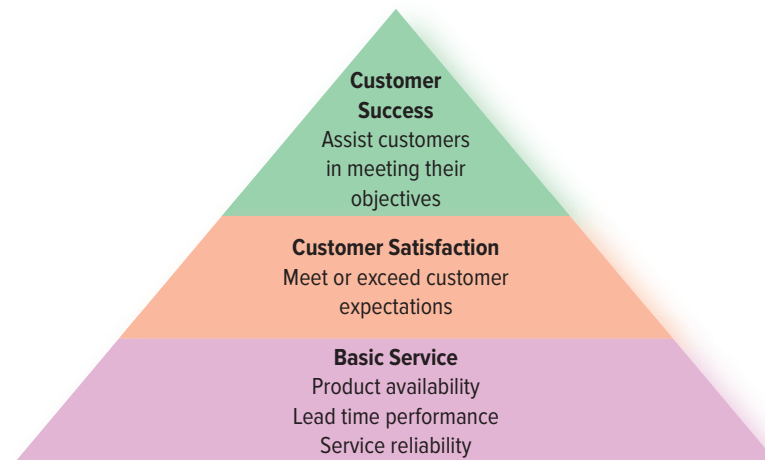 Customer
Success
Assist customers
in meeting their
objectives
Customer Satisfaction
Meet or exceed customer
expectations
Basic Service
Product availability
Lead time performance
Service reliability